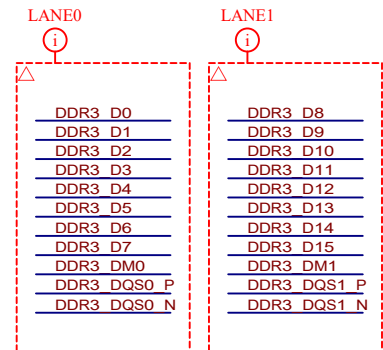 LANE0
i
DDR3_D0
DDR3_D1
DDR3_D2
DDR3_D3
DDR3_D4
DDR3_D5
DDR3_D6
DDR3_D7
DDR3_DM0
DDR3_DQS0_P
DDR3_DQS0_N
LANE1
i
DDR3_D8
DDR3_D9
DDR3_D10
DDR3_D11
DDR3_D12
DDR3_D13
DDR3_D14
DDR3_D15
DDR3_DM1
DDR3_DQS1_P
DDR3_DQS1_N